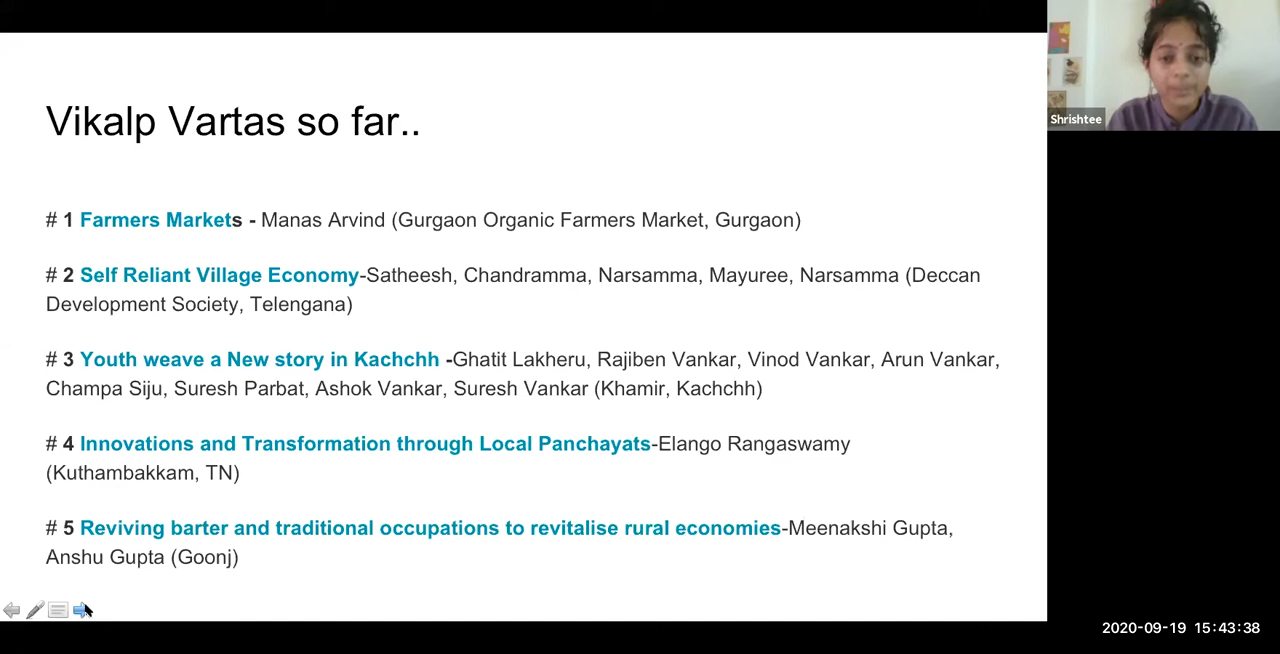 Vikalp Vartas so far..
# 1 Farmers Markets - Manas Arvind (Gurgaon Organic Farmers Market, Gurgaon)
# 2 Self Reliant Village Economy-Satheesh, Chandramma, Narsamma, Mayuree, Narsamma (Deccan
Development Society, Telengana)
# 3 Youth weave a New story in Kachchh -Ghatit Lakheru, Rajiben Vankar, Vinod Vankar, Arun Vankar,
Champa Siju, Suresh Parbat, Ashok Vankar, Suresh Vankar (Khamir, Kachchh)
# 4 Innovations and Transformation through Local Panchayats-Elango Rangaswamy
(Kuthambakkam, TN)
# 5 Reviving barter and traditional occupations to revitalise rural economies-Meenakshi Gupta,
Anshu Gupta (Goonj)
Shrishtee
2020-09-19 15:43:38